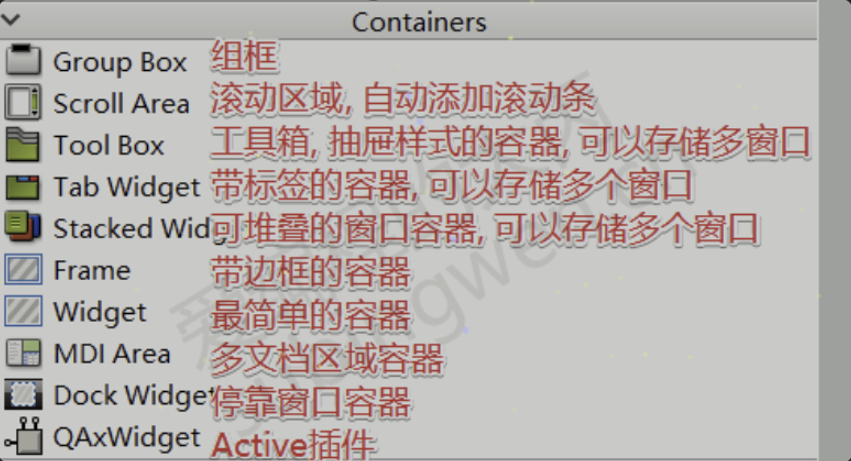 Containers
Group Box 组框
Scroll Area 滚动区域, 自动添加滚动条
Tool Box 工具箱, 抽屉样式的容器, 可以存储多窗口
Tab Widget 带标签的容器, 可以存储多个窗口
Stacked Widg 可堆叠的窗口容器, 可以存储多个窗口
Frame 带边框的容器
Widget 最简单的容器
MDI Area 多文档区域容器
Dock Widget 停靠窗口容器
QAxWidget Active插件